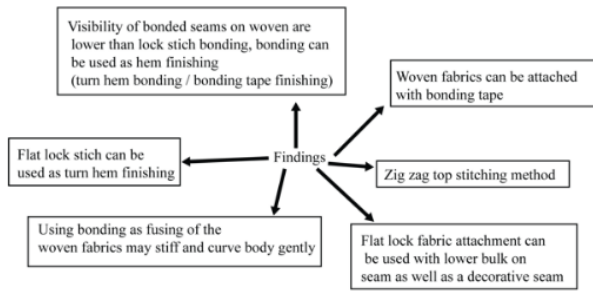 Visibility of bonded seams on woven are
lower than lock stich bonding, bonding can
be used as hem finishing
(turn hem bonding / bonding tape finishing)
Woven fabrics can be attached
with bonding tape
Flat lock stich can be
used as turn hem finishing
Findings
Zig zag top stitching method
Using bonding as fusing of the
woven fabrics may stiff and curve body gently
Flat lock fabric attachment can
be used with lower bulk on
seam as well as a decorative seam